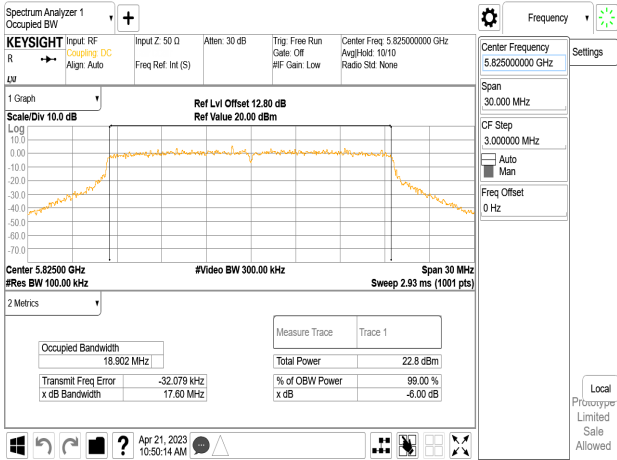 Spectrum Analyzer 1
Occupied BW
Frequency
KEYSIGHT
R
LXI
Input: RF
Coupling: DC
Align: Auto
Input Z: 50 Ω
Freq Ref: Int (S)
Atten: 30 dB
Trig: Free Run
Gate: Off
#IF Gain: Low
Center Freq: 5.825000000 GHz
Avg|Hold: 10/10
Radio Std: None
Center Frequency
5.825000000 GHz
Settings
Span
30.000 MHz
CF Step
3.000000 MHz
Auto
Man
Freq Offset
0 Hz
1 Graph
Scale/Div 10.0 dB
Ref Lvl Offset 12.80 dB
Ref Value 20.00 dBm
Log
10.0
0.00
-10.0
-20.0
-30.0
-40.0
-50.0
-60.0
-70.0
Center 5.82500 GHz
#Video BW 300.00 kHz
Span 30 MHz
#Res BW 100.00 kHz
Sweep 2.93 ms (1001 pts)
2 Metrics
Measure Trace
Trace 1
Occupied Bandwidth
18.902 MHz
Total Power
22.8 dBm
Transmit Freq Error
-32.079 kHz
% of OBW Power
99.00 %
x dB Bandwidth
17.60 MHz
x dB
-6.00 dB
Local
Prototype
Limited
Sale
Allowed
?
Apr 21, 2023
10:50:14 AM